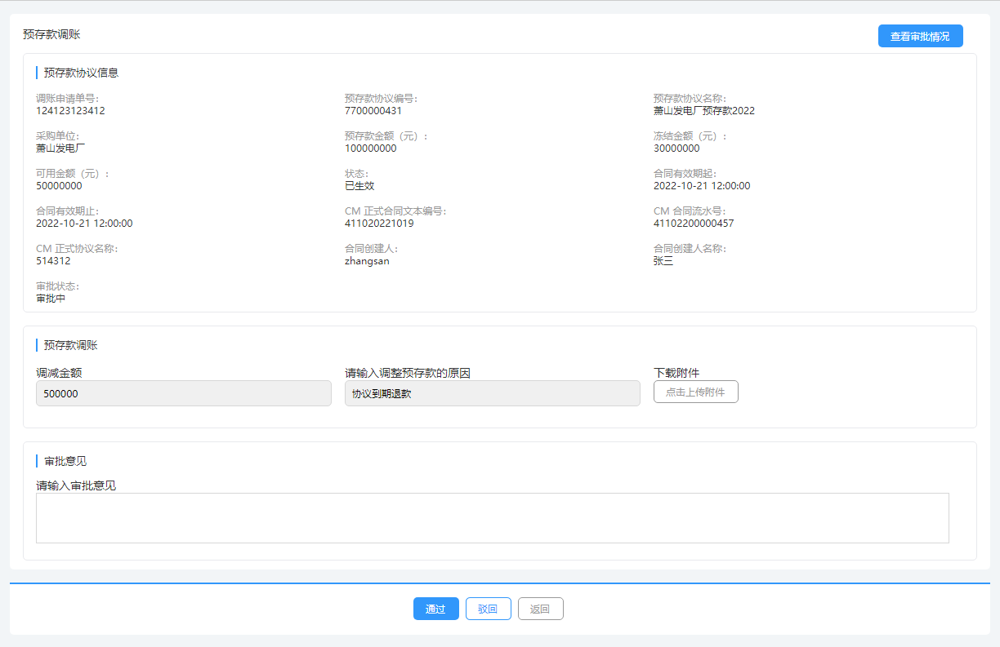 预存款调账
查看审批情况
预存款协议信息
调账申请单号：
124123123412
预存款协议编号：
7700000431
预存款协议名称：
萧山发电厂预存款2022
采购单位：
萧山发电厂
预存款金额（元）：
100000000
冻结金额（元）：
30000000
可用金额（元）：
50000000
状态：
已生效
合同有效期起：
2022-10-21 12:00:00
合同有效期止：
2022-10-21 12:00:00
CM 正式合同文本编号：
411020221019
CM 合同流水号：
41102200000457
CM 正式协议名称：
514312
合同创建人：
zhangsan
合同创建人名称：
张三
审批状态：
审批中
预存款调账
调减金额
500000
请输入调整预存款的原因
协议到期退款
下载附件
点击上传附件
审批意见
请输入审批意见
通过
驳回
返回